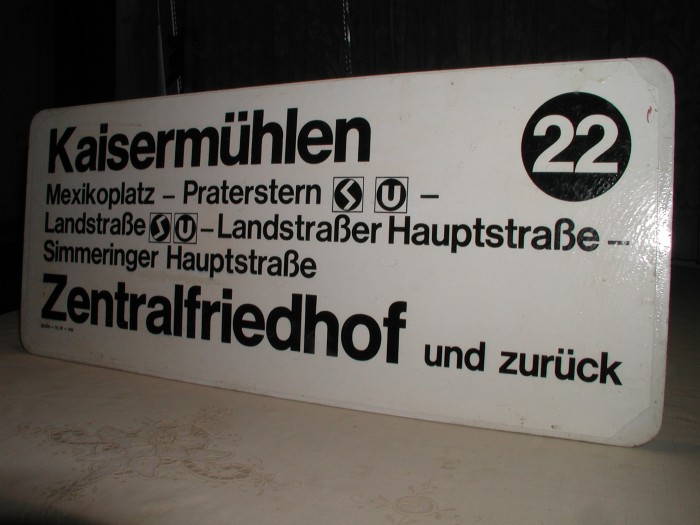 Kaisermühlen
22
Mexikoplatz – Praterstern S U –
Landstraße S U – Landstraßer Hauptstraße –
Simmeringer Hauptstraße
Zentralfriedhof und zurück